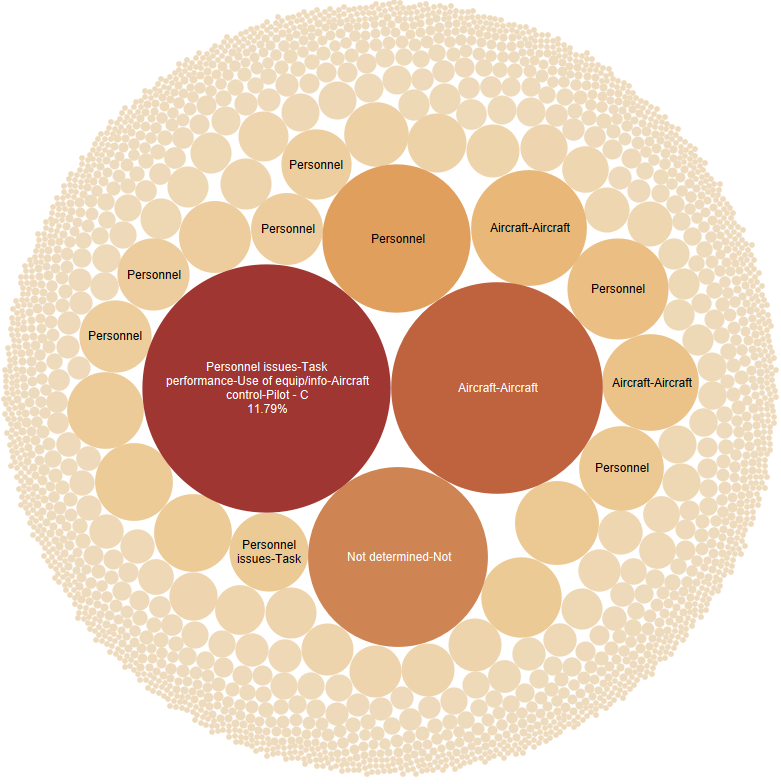 Personnel
Personnel
Personnel
Aircraft-Aircraft
Personnel
Personnel
Personnel
Personnel issues-Task
performance-Use of equip/info-Aircraft
control-Pilot - C
11.79%
Aircraft-Aircraft
Aircraft-Aircraft
Personnel
Personnel
issues-Task
Not determined-Not